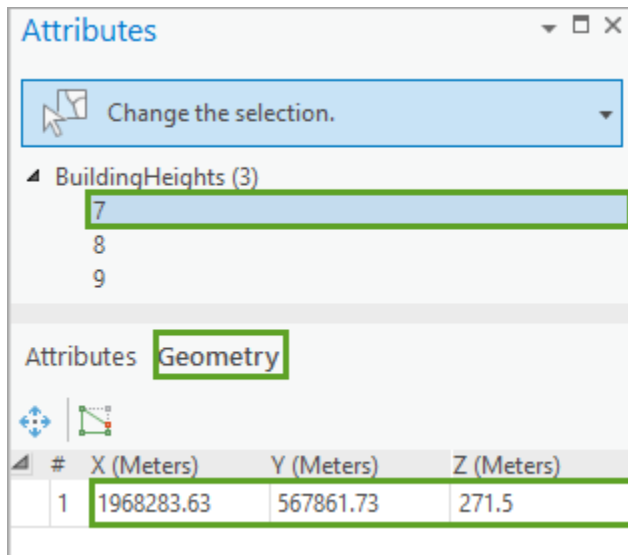 Attributes
Change the selection.
BuildingHeights (3)
7
8
9
Attributes Geometry
# X (Meters) Y (Meters) Z (Meters)
1 1968283.63 567861.73 271.5